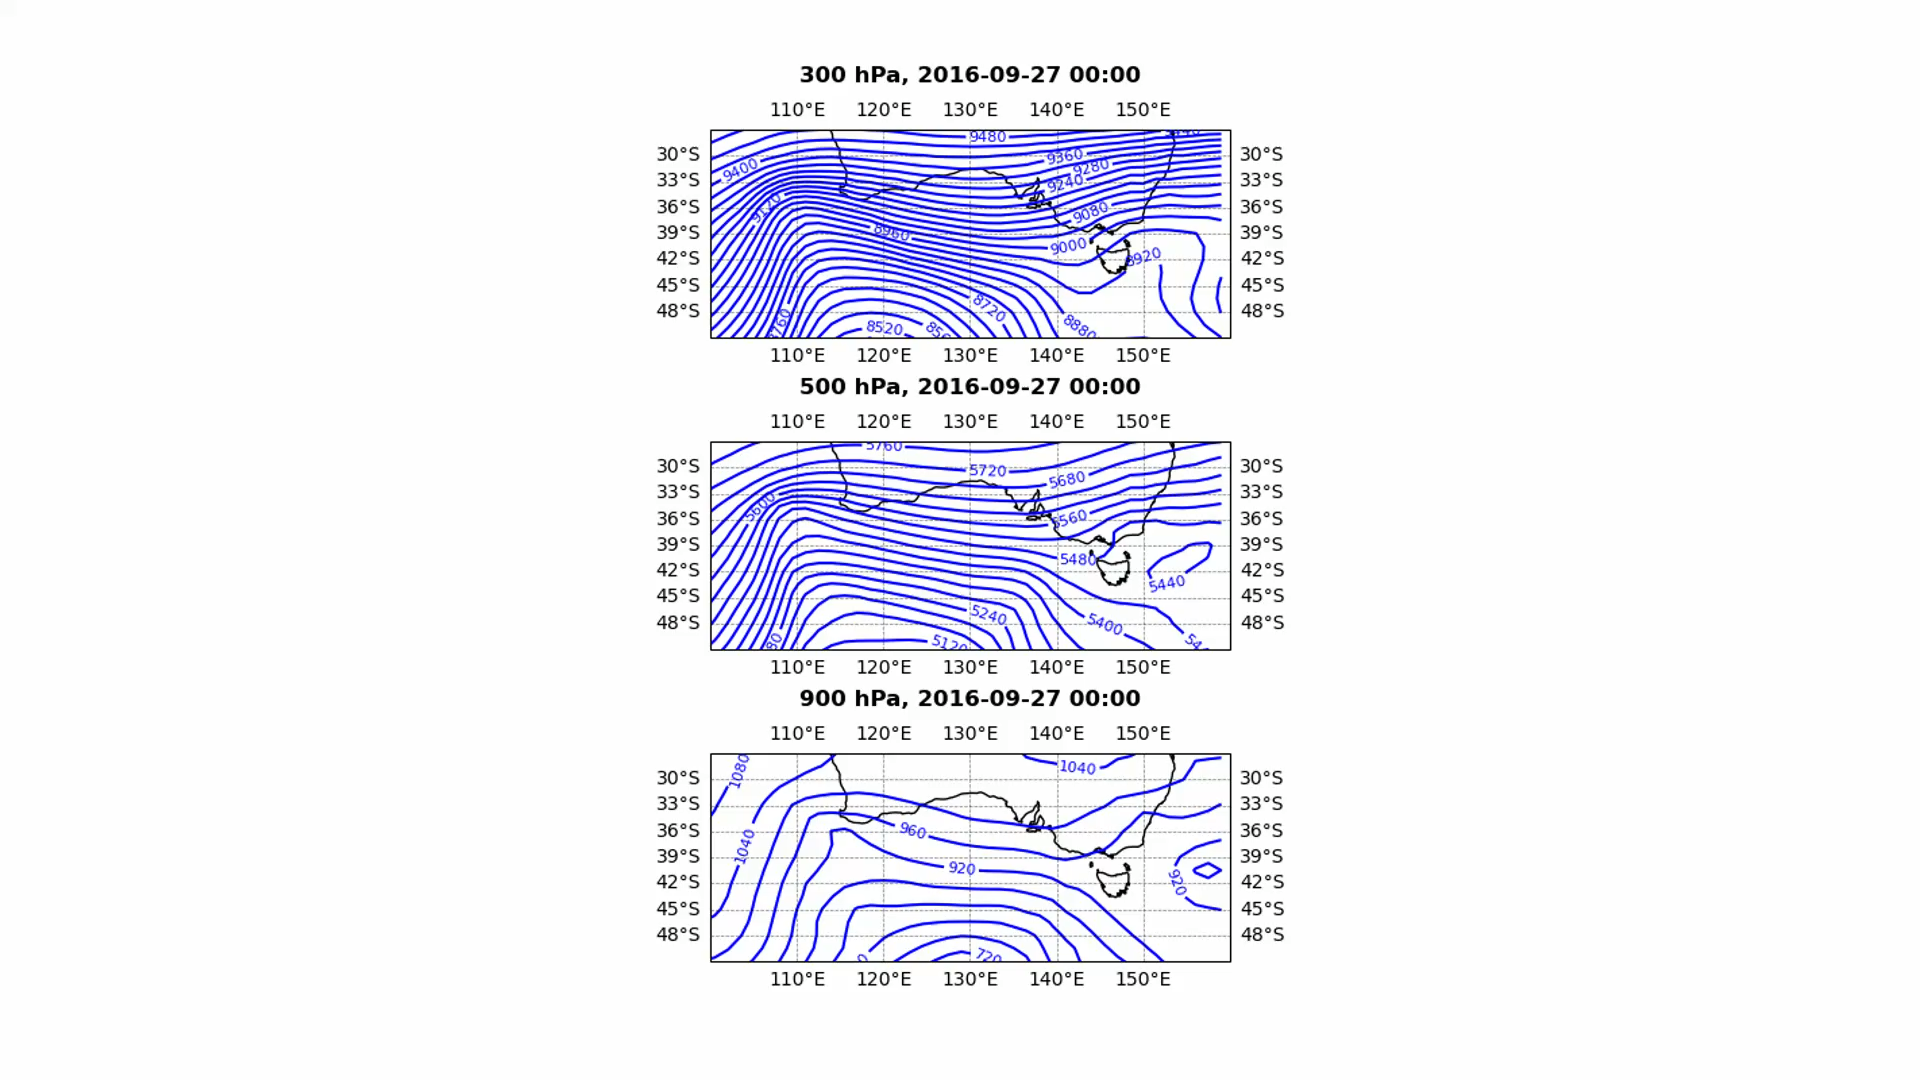 300 hPa, 2016-09-27 00:00
110°E 120°E 130°E 140°E 150°E
9480
30°S 9360 30°S
9400 9280
33°S 9240 33°S
36°S 9120 9080 36°S
39°S 8960 39°S
9000
42°S 8920 42°S
45°S 45°S
48°S 8720 48°S
8520 8880
110°E 120°E 130°E 140°E 150°E
500 hPa, 2016-09-27 00:00
110°E 120°E 130°E 140°E 150°E
5760
30°S 5720 30°S
5680
33°S 33°S
5600
36°S 5560 36°S
39°S 39°S
5480
42°S 42°S
5440
45°S 45°S
5240
48°S 5400 48°S
5120
110°E 120°E 130°E 140°E 150°E
900 hPa, 2016-09-27 00:00
110°E 120°E 130°E 140°E 150°E
1080 1040
30°S 30°S
33°S 33°S
36°S 960 36°S
1040
39°S 39°S
920
42°S 920 42°S
45°S 45°S
48°S 48°S
720
110°E 120°E 130°E 140°E 150°E